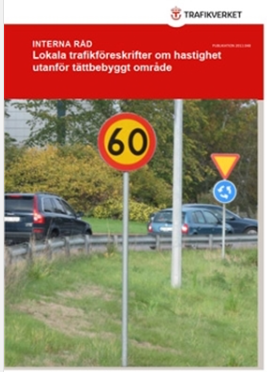 TRAFIKVERKET
INTERNA RÅD
Lokala trafikföreskrifter om hastighet
utanför tättbebyggt område
60